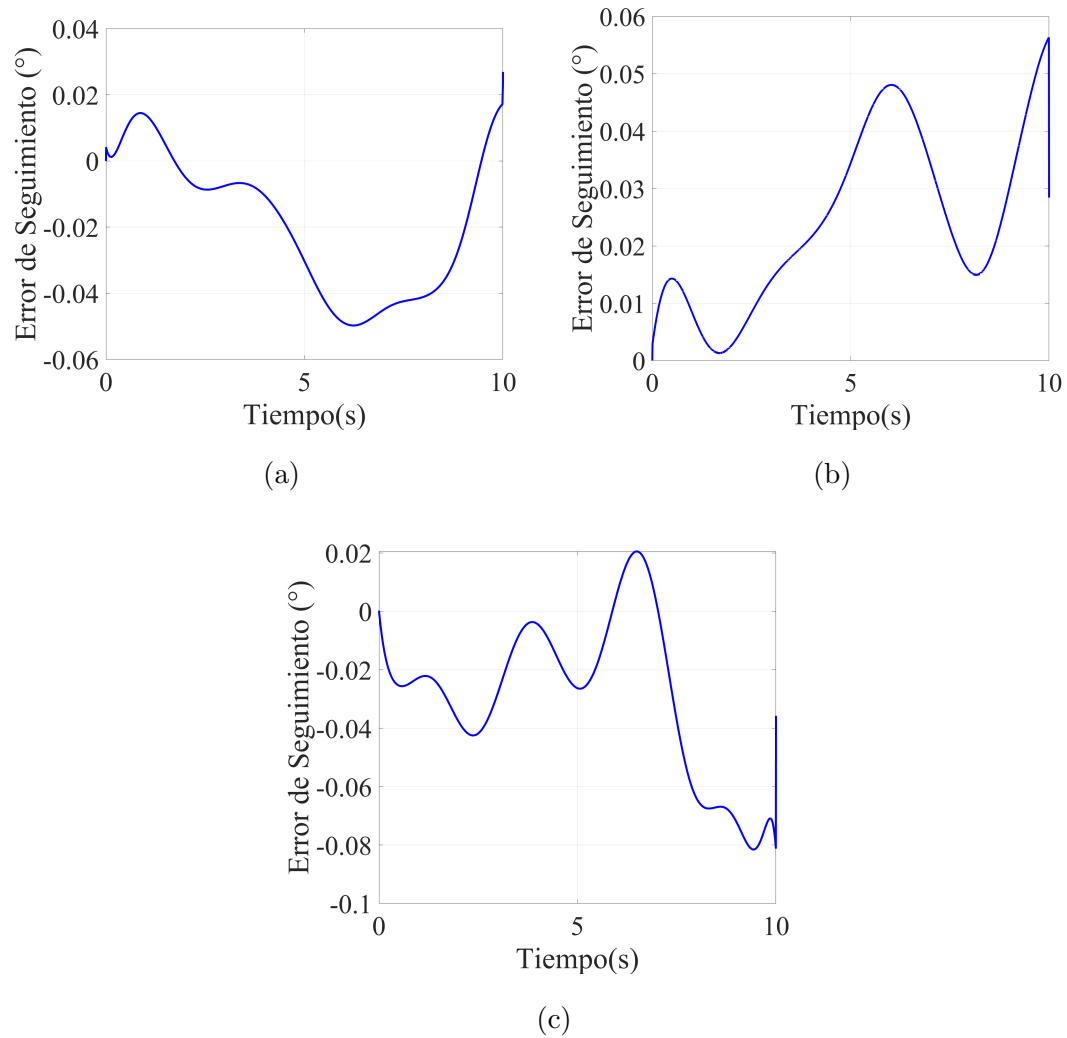 0.04
0.02
0
-0.02
-0.04
-0.06
Error de Seguimiento (°)
0 5 10
Tiempo(s)
(a)
0.06
0.05
0.04
0.03
0.02
0.01
0
Error de Seguimiento (°)
0 5 10
Tiempo(s)
(b)
0.02
0
-0.02
-0.04
-0.06
-0.08
-0.1
Error de Seguimiento (°)
0 5 10
Tiempo(s)
(c)